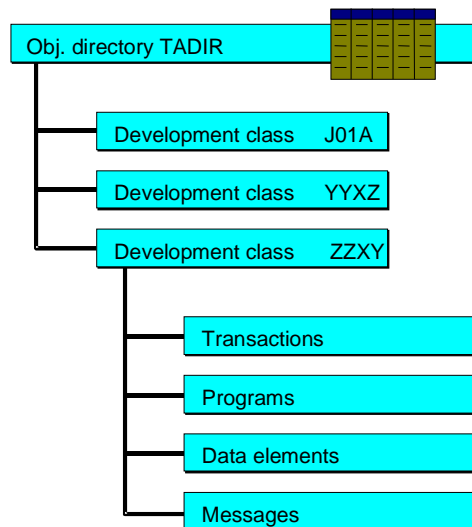 Obj. directory TADIR
Development class J01A
Development class YYXZ
Development class ZZXY
Transactions
Programs
Data elements
Messages